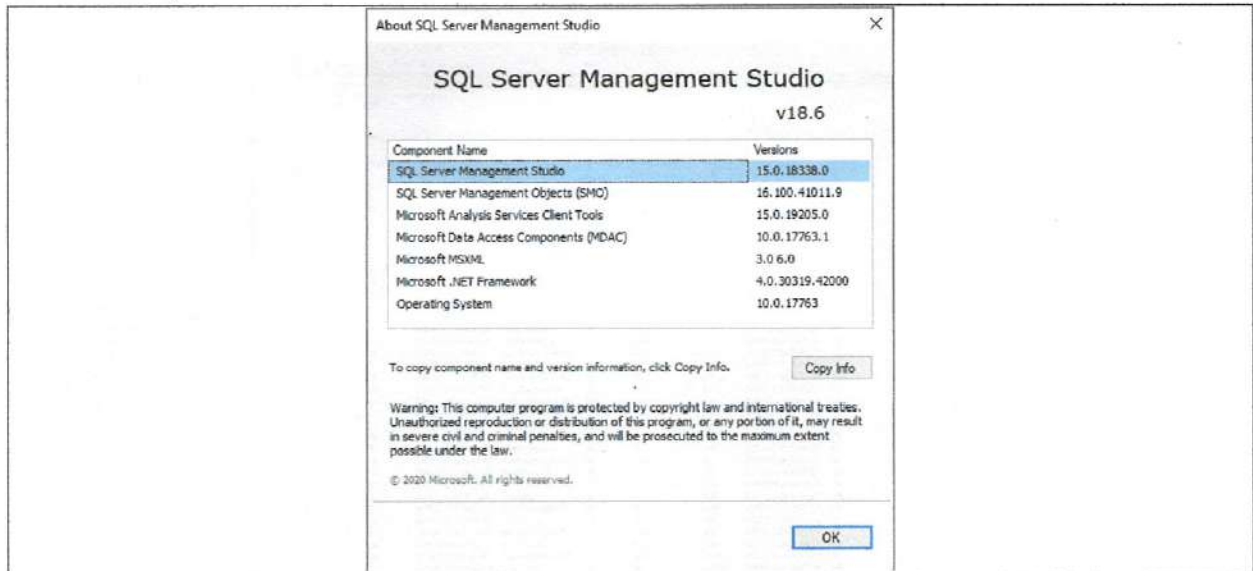 About SQL Server Management Studio
SQL Server Management Studio
v18.6
Component Name Versions
SQL Server Management Studio 15.0.18338.0
SQL Server Management Objects (SMO) 16.100.41011.9
Microsoft Analysis Services Client Tools 15.0.19205.0
Microsoft Data Access Components (MDAC) 10.0.17763.1
Microsoft MSXML 3.0 6.0
Microsoft .NET Framework 4.0.30319.42000
Operating System 10.0.17763
To copy component name and version information, click Copy Info. Copy Info
Warning: This computer program is protected by copyright law and international treaties.
Unauthorized reproduction or distribution of this program, or any portion of it, may result
in severe civil and criminal penalties, and will be prosecuted to the maximum extent
possible under the law.
© 2020 Microsoft. All rights reserved.
OK